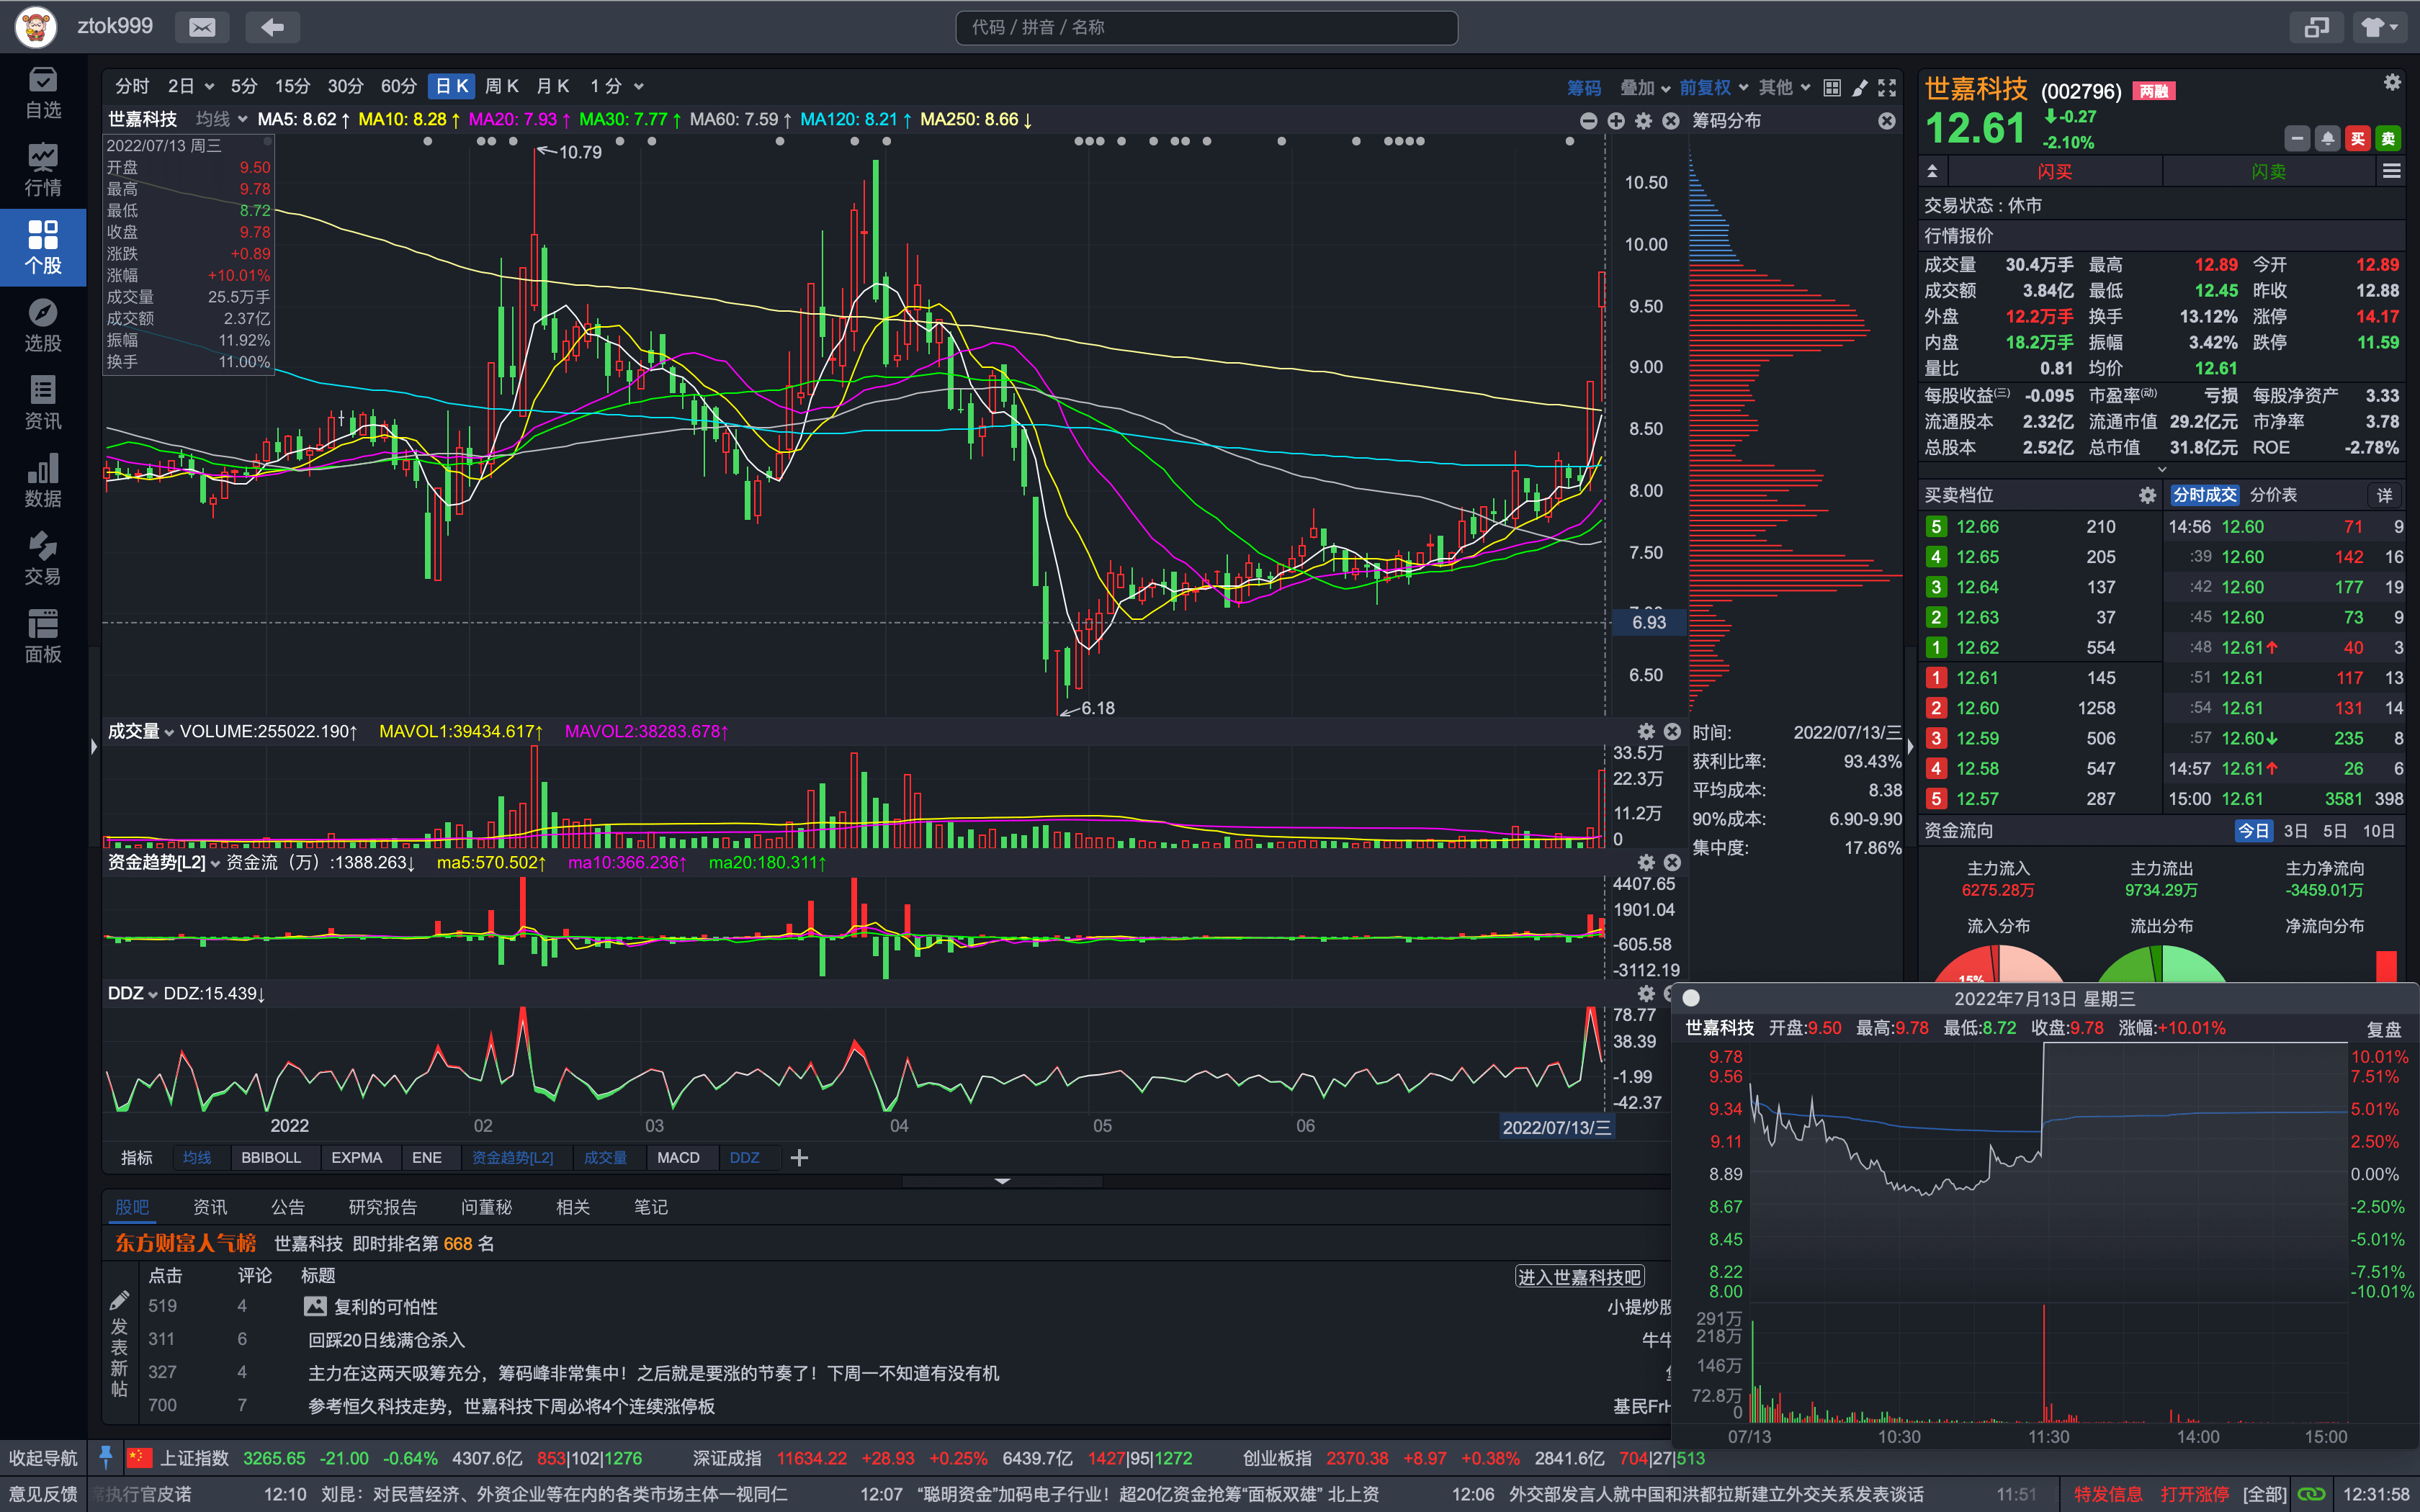 ztok999
代码 / 拼音 / 名称
自选
行情
个股
选股
资讯
数据
交易
面板
分时 2日 5分 15分 30分 60分 日K 周K 月K 1分
筹码 叠加 前复权 其他
世嘉科技 均线 MA5: 8.62↑ MA10: 8.28↑ MA20: 7.93↑ MA30: 7.77↑ MA60: 7.59↑ MA120: 8.21↑ MA250: 8.66↓
2022/07/13 周三
开盘 9.50
最高 9.78
最低 8.72
收盘 9.78
涨跌 +0.89
涨幅 +10.01%
成交量 25.5万手
成交额 2.37亿
振幅 11.92%
换手 11.00%
10.79
6.18
10.50
10.00
9.50
9.00
8.50
8.00
7.50
6.93
6.50
筹码分布
时间: 2022/07/13/三
获利比率: 93.43%
平均成本: 8.38
90%成本: 6.90-9.90
集中度: 17.86%
成交量 VOLUME:255022.190↑ MAVOL1:39434.617↑ MAVOL2:38283.678↑
33.5万
22.3万
11.2万
0
资金趋势[L2] 资金流（万）:1388.263↓ ma5:570.502↑ ma10:366.236↑ ma20:180.311↑
4407.65
1901.04
-605.58
-3112.19
DDZ DDZ:15.439↓
78.77
38.39
-1.99
-42.37
2022 02 03 04 05 06 2022/07/13/三
指标 均线 BBIBOLL EXPMA ENE 资金趋势[L2] 成交量 MACD DDZ
股吧 资讯 公告 研究报告 问董秘 相关 笔记
东方财富人气榜 世嘉科技 即时排名第 668 名
点击 评论 标题 进入世嘉科技吧
发表新帖
519 4 复利的可怕性 小提炒股
311 6 回踩20日线满仓杀入 牛牛
327 4 主力在这两天吸筹充分，筹码峰非常集中！之后就是要涨的节奏了！下周一不知道有没有机
700 7 参考恒久科技走势，世嘉科技下周必将4个连续涨停板 基民FrH
世嘉科技 (002796) 两融
12.61 -0.27
-2.10%
买 卖
闪买 闪卖
交易状态 : 休市
行情报价
成交量 30.4万手 最高 12.89 今开 12.89
成交额 3.84亿 最低 12.45 昨收 12.88
外盘 12.2万手 换手 13.12% 涨停 14.17
内盘 18.2万手 振幅 3.42% 跌停 11.59
量比 0.81 均价 12.61
每股收益(三) -0.095 市盈率(动) 亏损 每股净资产 3.33
流通股本 2.32亿 流通市值 29.2亿元 市净率 3.78
总股本 2.52亿 总市值 31.8亿元 ROE -2.78%
买卖档位 分时成交 分价表 详
5 12.66 210 14:56 12.60 71 9
4 12.65 205 :39 12.60 142 16
3 12.64 137 :42 12.60 177 19
2 12.63 37 :45 12.60 73 9
1 12.62 554 :48 12.61↑ 40 3
1 12.61 145 :51 12.61 117 13
2 12.60 1258 :54 12.61 131 14
3 12.59 506 :57 12.60↓ 235 8
4 12.58 547 14:57 12.61↑ 26 6
5 12.57 287 15:00 12.61 3581 398
资金流向 今日 3日 5日 10日
主力流入 主力流出 主力净流向
6275.28万 9734.29万 -3459.01万
流入分布 流出分布 净流向分布
15%
2022年7月13日 星期三
世嘉科技 开盘:9.50 最高:9.78 最低:8.72 收盘:9.78 涨幅:+10.01% 复盘
9.78 10.01%
9.56 7.51%
9.34 5.01%
9.11 2.50%
8.89 0.00%
8.67 -2.50%
8.45 -5.01%
8.22 -7.51%
8.00 -10.01%
291万
218万
146万
72.8万
0
07/13 10:30 11:30 14:00 15:00
收起导航 上证指数 3265.65 -21.00 -0.64% 4307.6亿 853|102|1276 深证成指 11634.22 +28.93 +0.25% 6439.7亿 1427|95|1272 创业板指 2370.38 +8.97 +0.38% 2841.6亿 704|27|513
意见反馈 席执行官皮诺 12:10 刘昆：对民营经济、外资企业等在内的各类市场主体一视同仁 12:07 “聪明资金”加码电子行业！超20亿资金抢筹“面板双雄” 北上资 12:06 外交部发言人就中国和洪都拉斯建立外交关系发表谈话 11:51 特发信息 打开涨停 [全部] 12:31:58